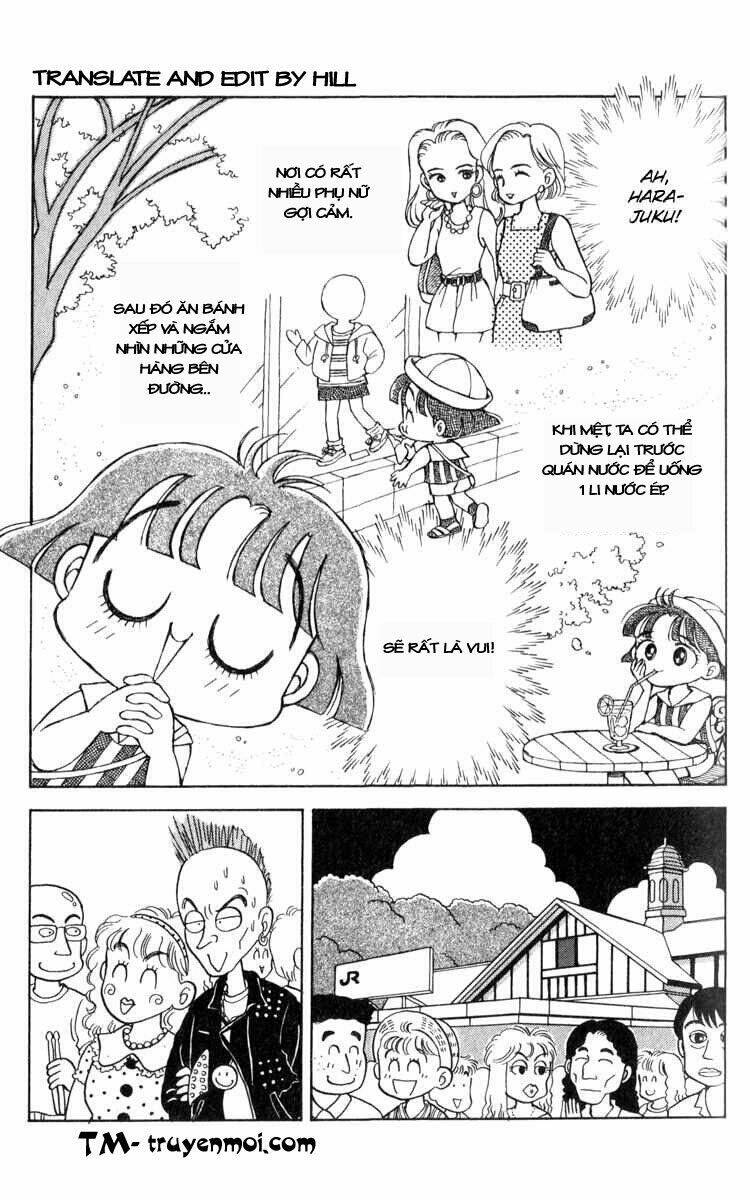 TRANSLATE AND EDIT BY HILL
AH,
HARA-
JUKU!
NƠI CÓ RẤT
NHIỀU PHỤ NỮ
GỢI CẢM.
SAU ĐÓ ĂN BÁNH
XẾP VÀ NGẮM
NHÌN NHỮNG CỬA
HÀNG BÊN
ĐƯỜNG..
KHI MỆT, TA CÓ THỂ
DỪNG LẠI TRƯỚC
QUÁN NƯỚC ĐỂ UỐNG
1 LI NƯỚC ÉP.
SẼ RẤT LÀ VUI!
JR
TM- truyenmoi.com